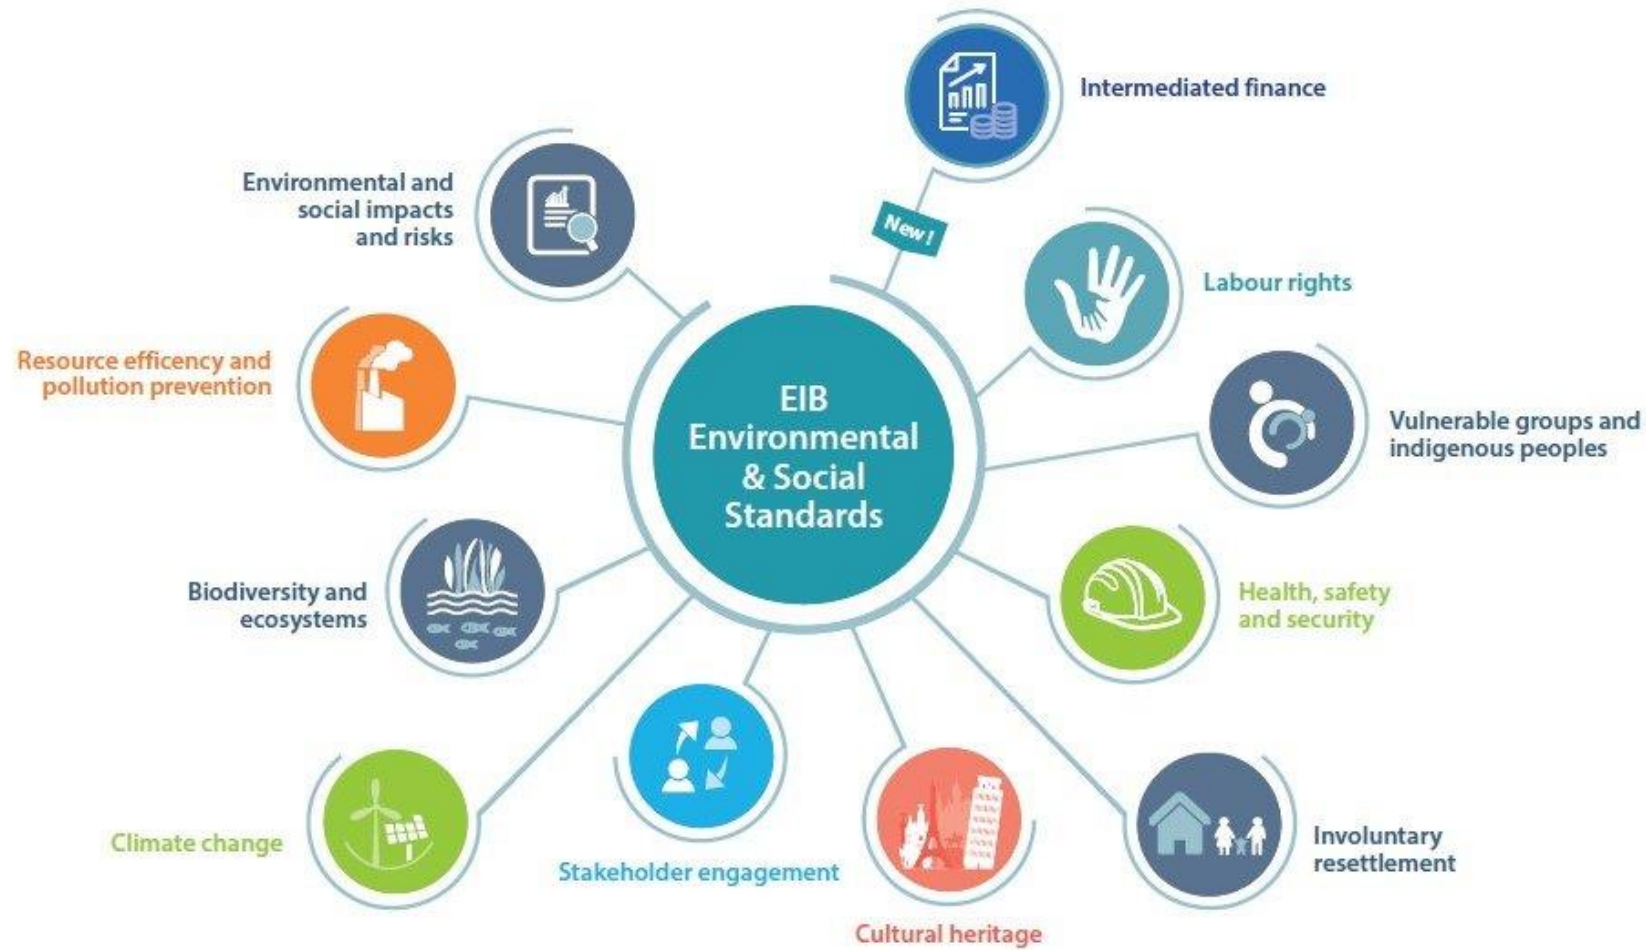 Intermediated finance
Environmental and
social impacts
and risks
New!
Labour rights
Resource efficency and
pollution prevention
EIB
Environmental
& Social
Standards
Vulnerable groups and
indigenous peoples
Biodiversity and
ecosystems
Health, safety
and security
Climate change
Stakeholder engagement
Cultural heritage
Involuntary
resettlement